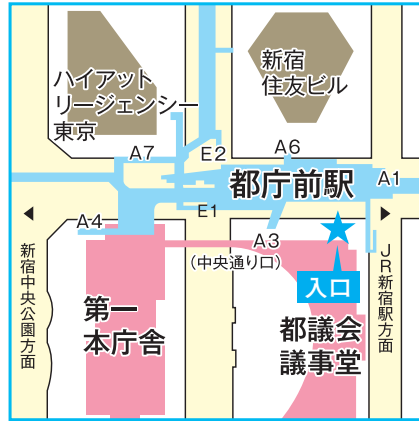 ハイアット
リージェンシー
東京
新宿
住友ビル
A7
E2
A6
都庁前駅
A1
A4
E1
A3
(中央通り口)
新宿中央公園方面
JR新宿駅方面
入口
第一
本庁舎
都議会
議事堂